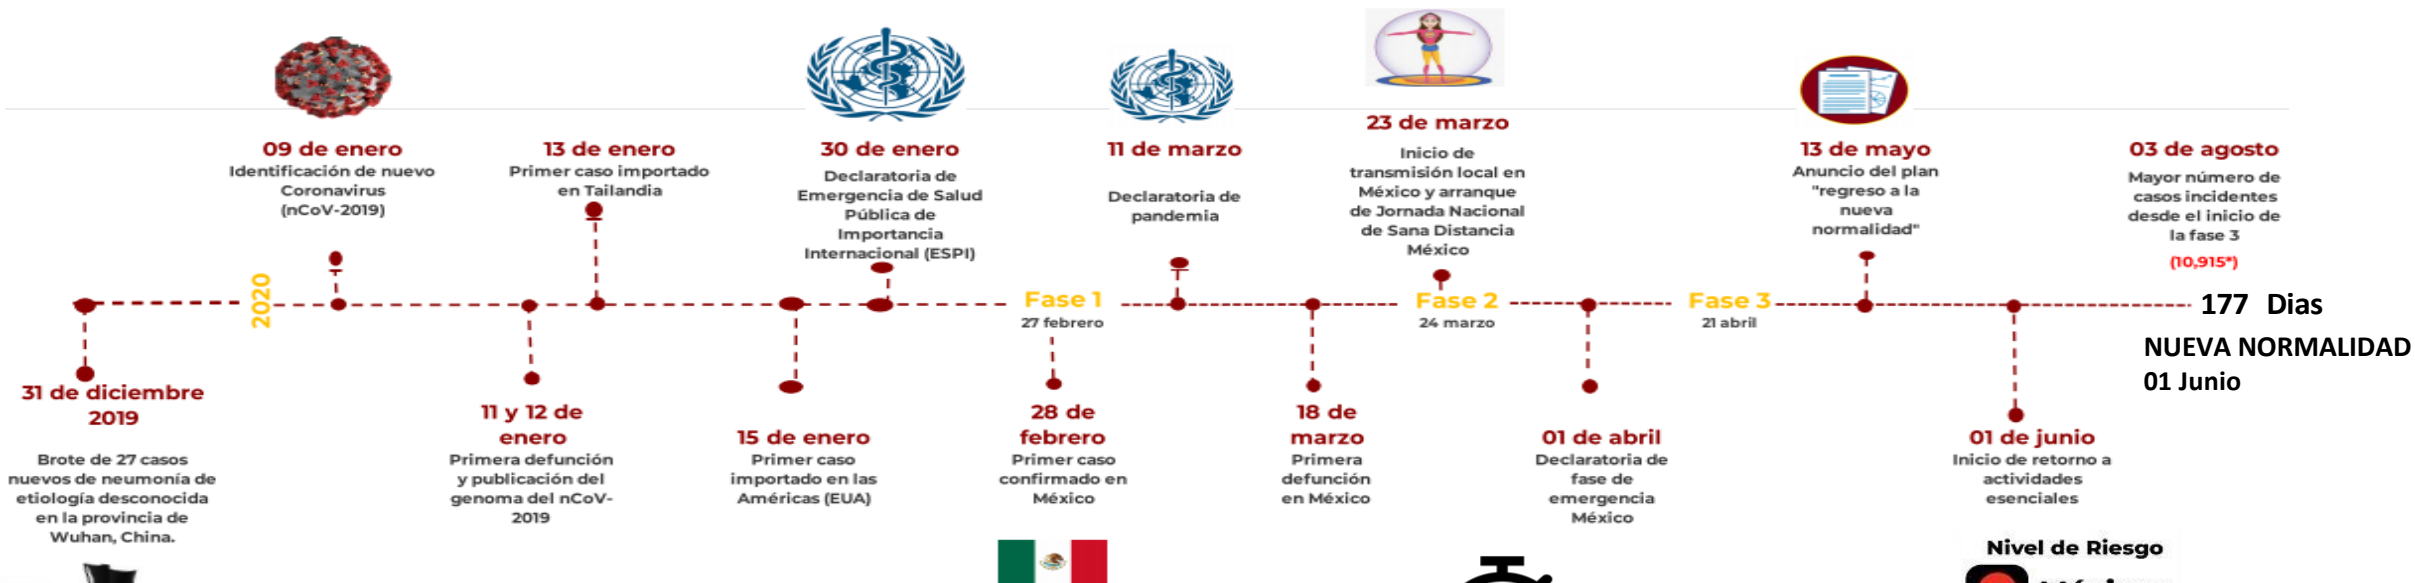 09 de enero
Identificación de nuevo
Coronavirus
(nCoV-2019)
13 de enero
Primer caso importado
en Tailandia
30 de enero
Declaratoria de
Emergencia de Salud
Pública de
Importancia
Internacional (ESPI)
11 de marzo
Declaratoria de
pandemia
23 de marzo
Inicio de
transmisión local en
México y arranque
de Jornada Nacional
de Sana Distancia
México
13 de mayo
Anuncio del plan
"regreso a la
nueva
normalidad"
03 de agosto
Mayor número de
casos incidentes
desde el inicio de
la fase 3
(10,915*)
2020
Fase 1
27 febrero
Fase 2
24 marzo
Fase 3
21 abril
177 Dias
NUEVA NORMALIDAD
01 Junio
31 de diciembre
2019
Brote de 27 casos
nuevos de neumonía de
etiología desconocida
en la provincia de
Wuhan, China.
11 y 12 de
enero
Primera defunción
y publicación del
genoma del nCoV-
2019
15 de enero
Primer caso
importado en las
Américas (EUA)
28 de
febrero
Primer caso
confirmado en
México
18 de
marzo
Primera
defunción
en México
01 de abril
Declaratoria de
fase de
emergencia
México
01 de junio
Inicio de retorno a
actividades
esenciales
Nivel de Riesgo